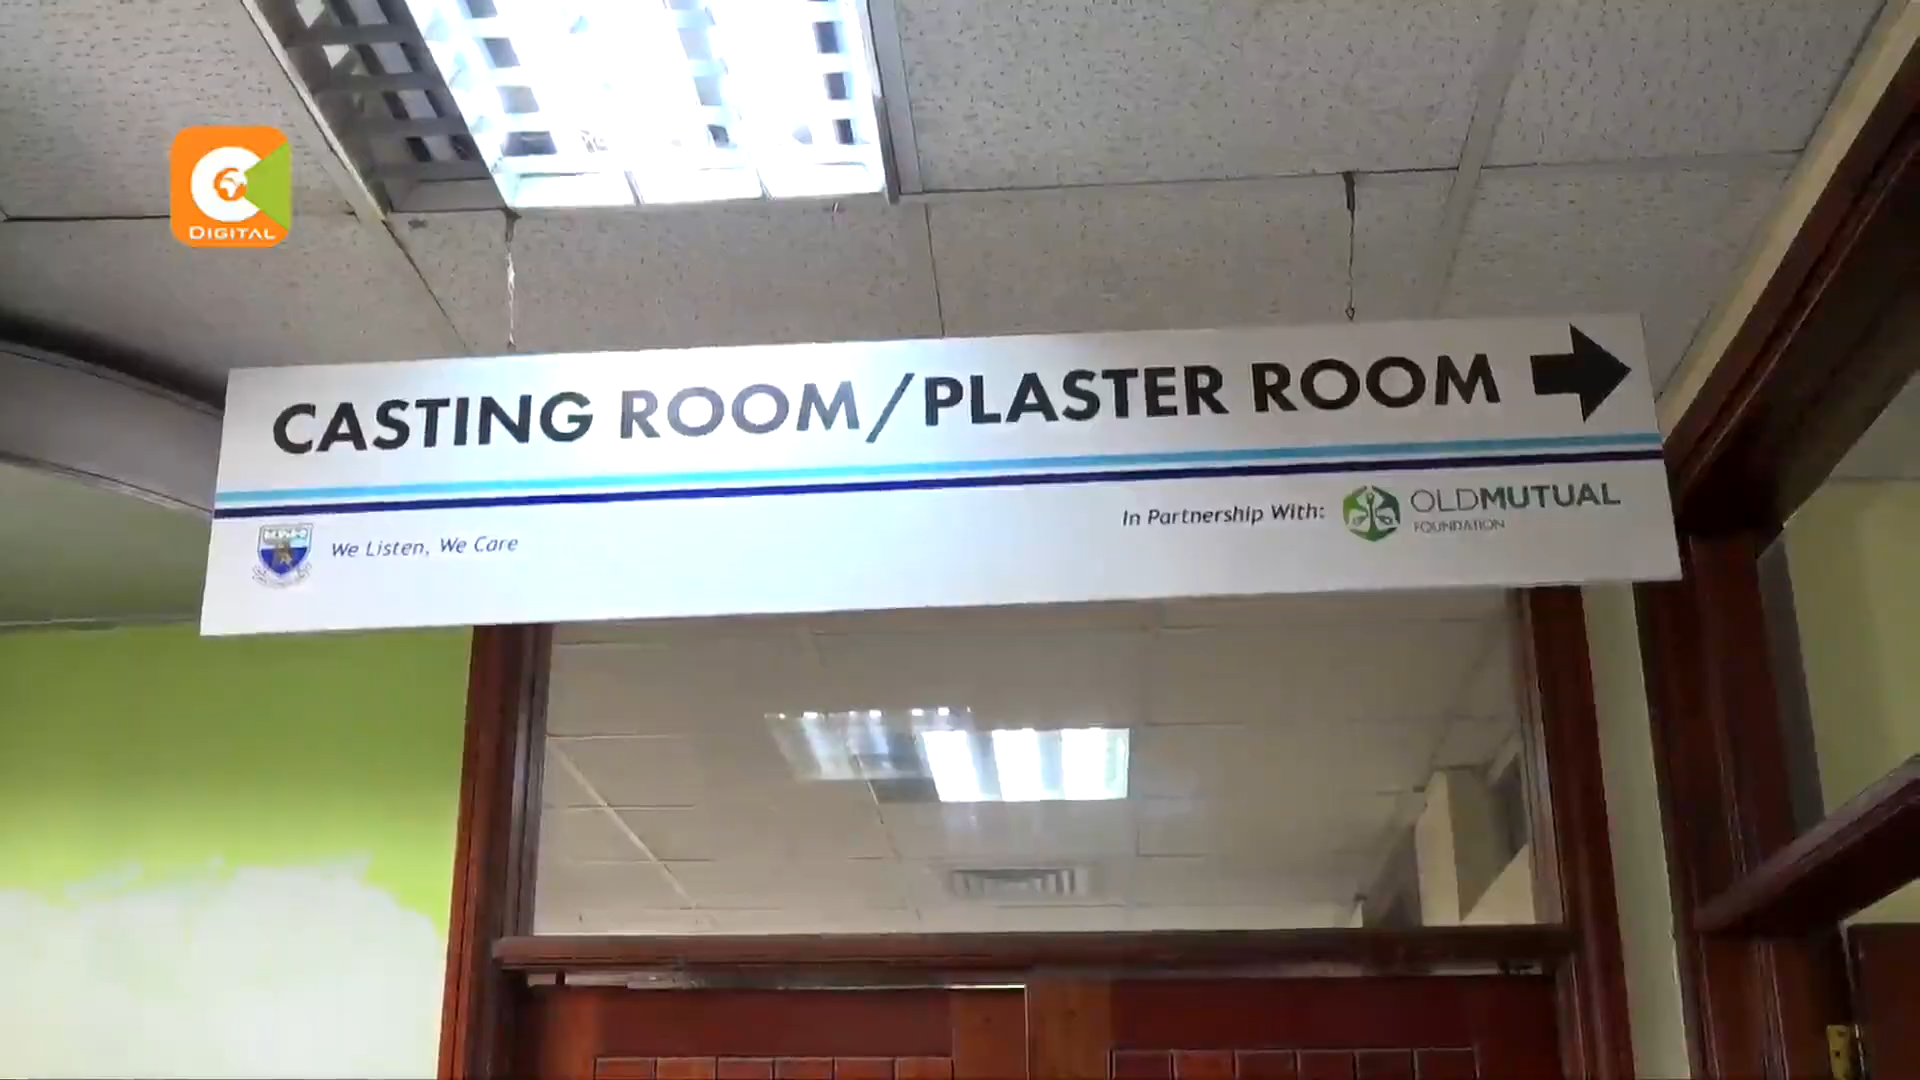 DIGITAL
CASTING ROOM/PLASTER ROOM
We Listen, We Care
In Partnership With:
OLDMUTUAL
FOUNDATION